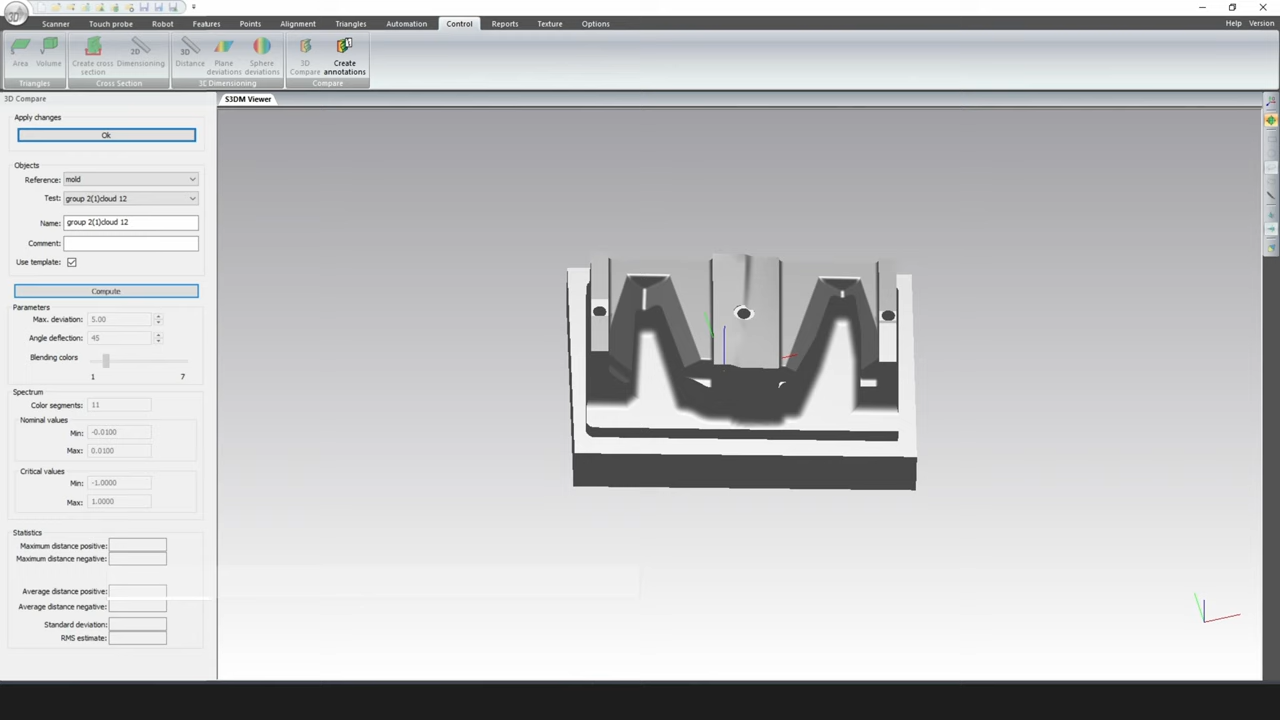 3D
Scanner Touch probe Robot Features Points Alignment Triangles Automation Control Reports Texture Options Help Version
Area Volume Create cross section 2D Dimensioning 3D Distance Plane deviations Sphere deviations 3D Compare Create annotations
Triangles Cross Section 3D Dimensioning Compare
3D Compare
S3DM Viewer
Apply changes
Ok
Objects
Reference: mold
Test: group 2(1)cloud 12
Name: group 2(1)cloud 12
Comment:
Use template:
Compute
Parameters
Max. deviation: 5.00
Angle deflection: 45
Blending colors
1 7
Spectrum
Color segments: 11
Nominal values
Min: -0.0100
Max: 0.0100
Critical values
Min: -1.0000
Max: 1.0000
Statistics
Maximum distance positive:
Maximum distance negative:
Average distance positive:
Average distance negative:
Standard deviation:
RMS estimate: